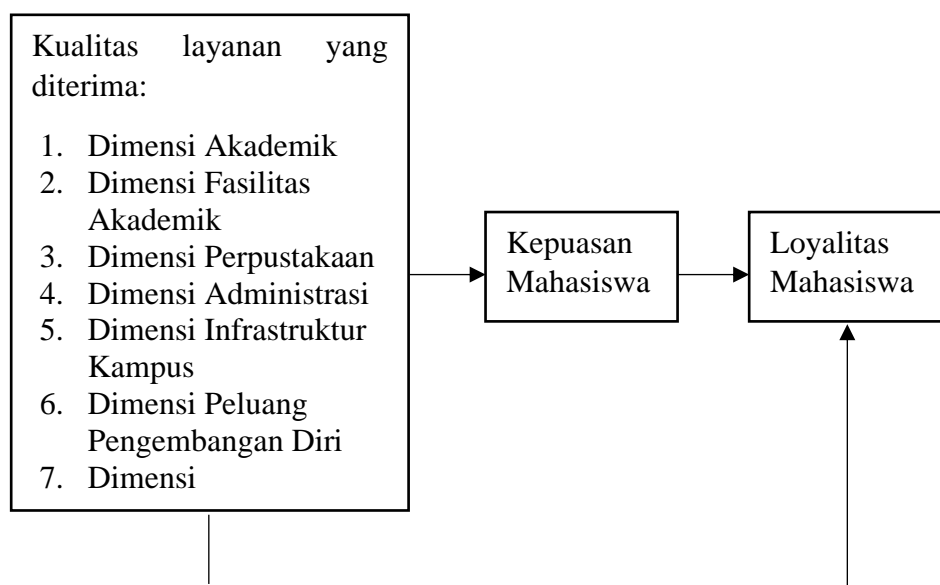 Kualitas layanan yang
diterima:
1. Dimensi Akademik
2. Dimensi Fasilitas
Akademik
3. Dimensi Perpustakaan
4. Dimensi Administrasi
5. Dimensi Infrastruktur
Kampus
6. Dimensi Peluang
Pengembangan Diri
7. Dimensi
Kepuasan
Mahasiswa
Loyalitas
Mahasiswa